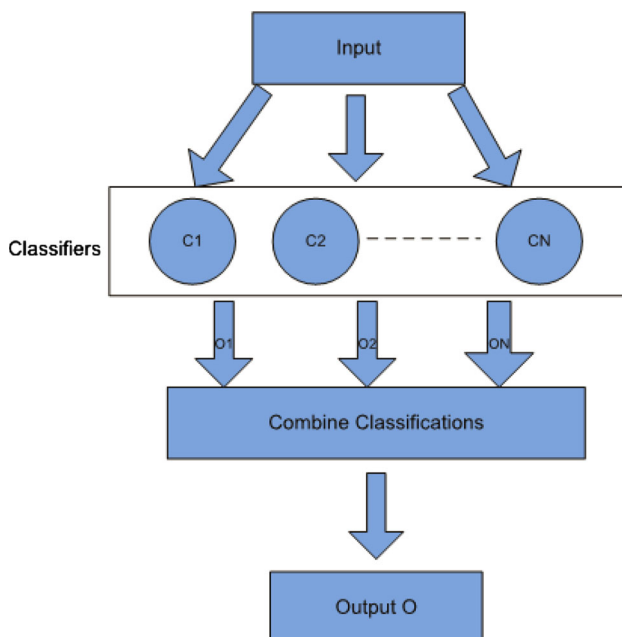 Input
Classifiers
C1
C2
CN
O1
O2
ON
Combine Classifications
Output O